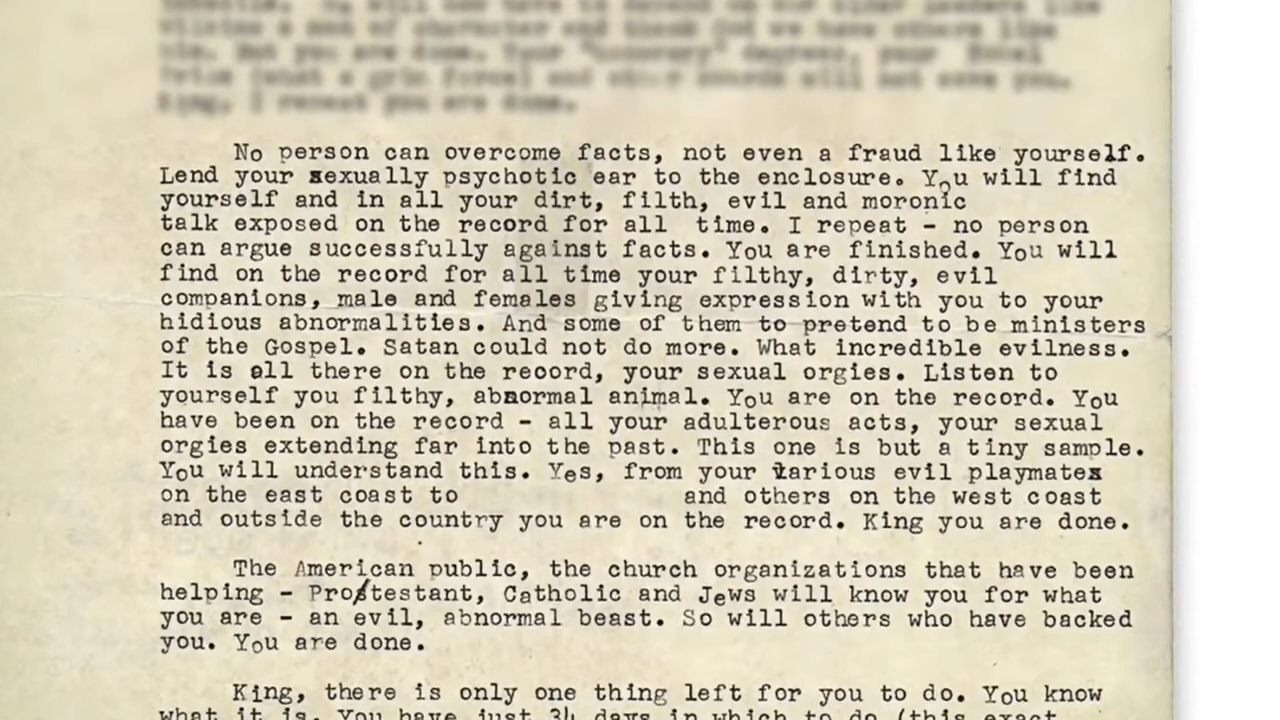 No person can overcome facts, not even a fraud like yourself.
Lend your sexually psychotic ear to the enclosure. You will find
yourself and in all your dirt, filth, evil and moronic
talk exposed on the record for all time. I repeat - no person
can argue successfully against facts. You are finished. You will
find on the record for all time your filthy, dirty, evil
companions, male and females giving expression with you to your
hidious abnormalities. And some of them to pretend to be ministers
of the Gospel. Satan could not do more. What incredible evilness.
It is all there on the record, your sexual orgies. Listen to
yourself you filthy, abnormal animal. You are on the record. You
have been on the record - all your adulterous acts, your sexual
orgies extending far into the past. This one is but a tiny sample.
You will understand this. Yes, from your various evil playmates
on the east coast to and others on the west coast
and outside the country you are on the record. King you are done.
The American public, the church organizations that have been
helping - Protestant, Catholic and Jews will know you for what
you are - an evil, abnormal beast. So will others who have backed
you. You are done.
King, there is only one thing left for you to do. You know
what it is. You have just 34 days in which to do (this exact